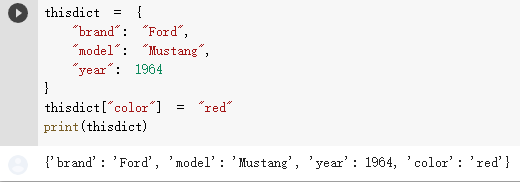 thisdict = {
    "brand": "Ford",
    "model": "Mustang",
    "year": 1964
}
thisdict["color"] = "red"
print(thisdict)
{'brand': 'Ford', 'model': 'Mustang', 'year': 1964, 'color': 'red'}